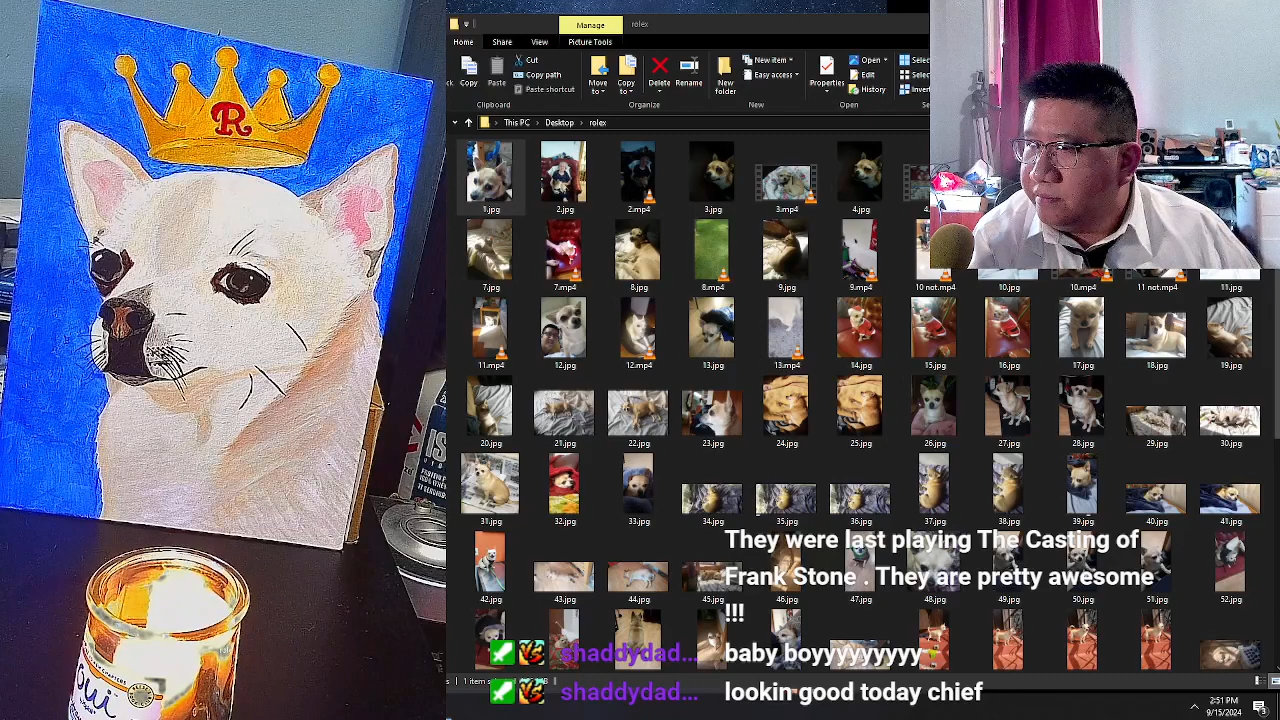 R
Manage
rolex
Home
Share
View
Picture Tools
Copy
Paste
Cut
Copy path
Paste shortcut
Move to
Copy to
Delete
Rename
New folder
New item
Easy access
Properties
Open
Edit
History
Clipboard
Organize
New
Open
This PC
Desktop
rolex
1.jpg
2.jpg
2.mp4
3.jpg
3.mp4
4.jpg
7.jpg
7.mp4
8.jpg
8.mp4
9.jpg
9.mp4
10 not.mp4
10.jpg
10.mp4
11 not.mp4
11.jpg
11.mp4
12.jpg
12.mp4
13.jpg
13.mp4
14.jpg
15.jpg
16.jpg
17.jpg
18.jpg
19.jpg
20.jpg
21.jpg
22.jpg
23.jpg
24.jpg
25.jpg
26.jpg
27.jpg
28.jpg
29.jpg
30.jpg
31.jpg
32.jpg
33.jpg
34.jpg
35.jpg
36.jpg
37.jpg
38.jpg
39.jpg
40.jpg
41.jpg
42.jpg
43.jpg
44.jpg
45.jpg
47.jpg
48.jpg
49.jpg
50.jpg
51.jpg
52.jpg
They were last playing The Casting of
Frank Stone . They are pretty awesome
!!!
shaddydad... baby boyyyyyyyyy
shaddydad... lookin good today chief
2:51 PM
9/15/2024